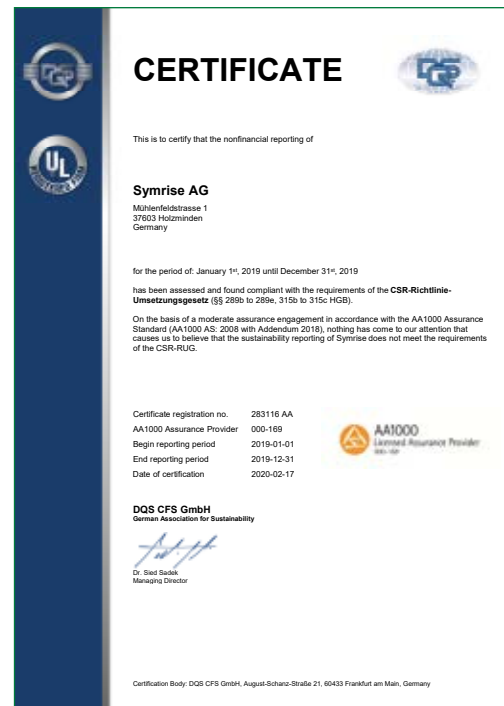 CERTIFICATE
DQS
DQS
UL
This is to certify that the nonfinancial reporting of
Symrise AG
Mühlenfeldstrasse 1
37603 Holzminden
Germany
for the period of: January 1st, 2019 until December 31st, 2019
has been assessed and found compliant with the requirements of the CSR-Richtlinie-
Umsetzungsgesetz (§§ 289b to 289e, 315b to 315c HGB).
On the basis of a moderate assurance engagement in accordance with the AA1000 Assurance
Standard (AA1000 AS: 2008 with Addendum 2018), nothing has come to our attention that
causes us to believe that the sustainability reporting of Symrise does not meet the requirements
of the CSR-RUG.
Certificate registration no. 283116 AA
AA1000 Assurance Provider 000-169
Begin reporting period 2019-01-01
End reporting period 2019-12-31
Date of certification 2020-02-17
AA1000
Licensed Assurance Provider
000-169
DQS CFS GmbH
German Association for Sustainability
Dr. Sied Sadek
Managing Director
Certification Body: DQS CFS GmbH, August-Schanz-Straße 21, 60433 Frankfurt am Main, Germany